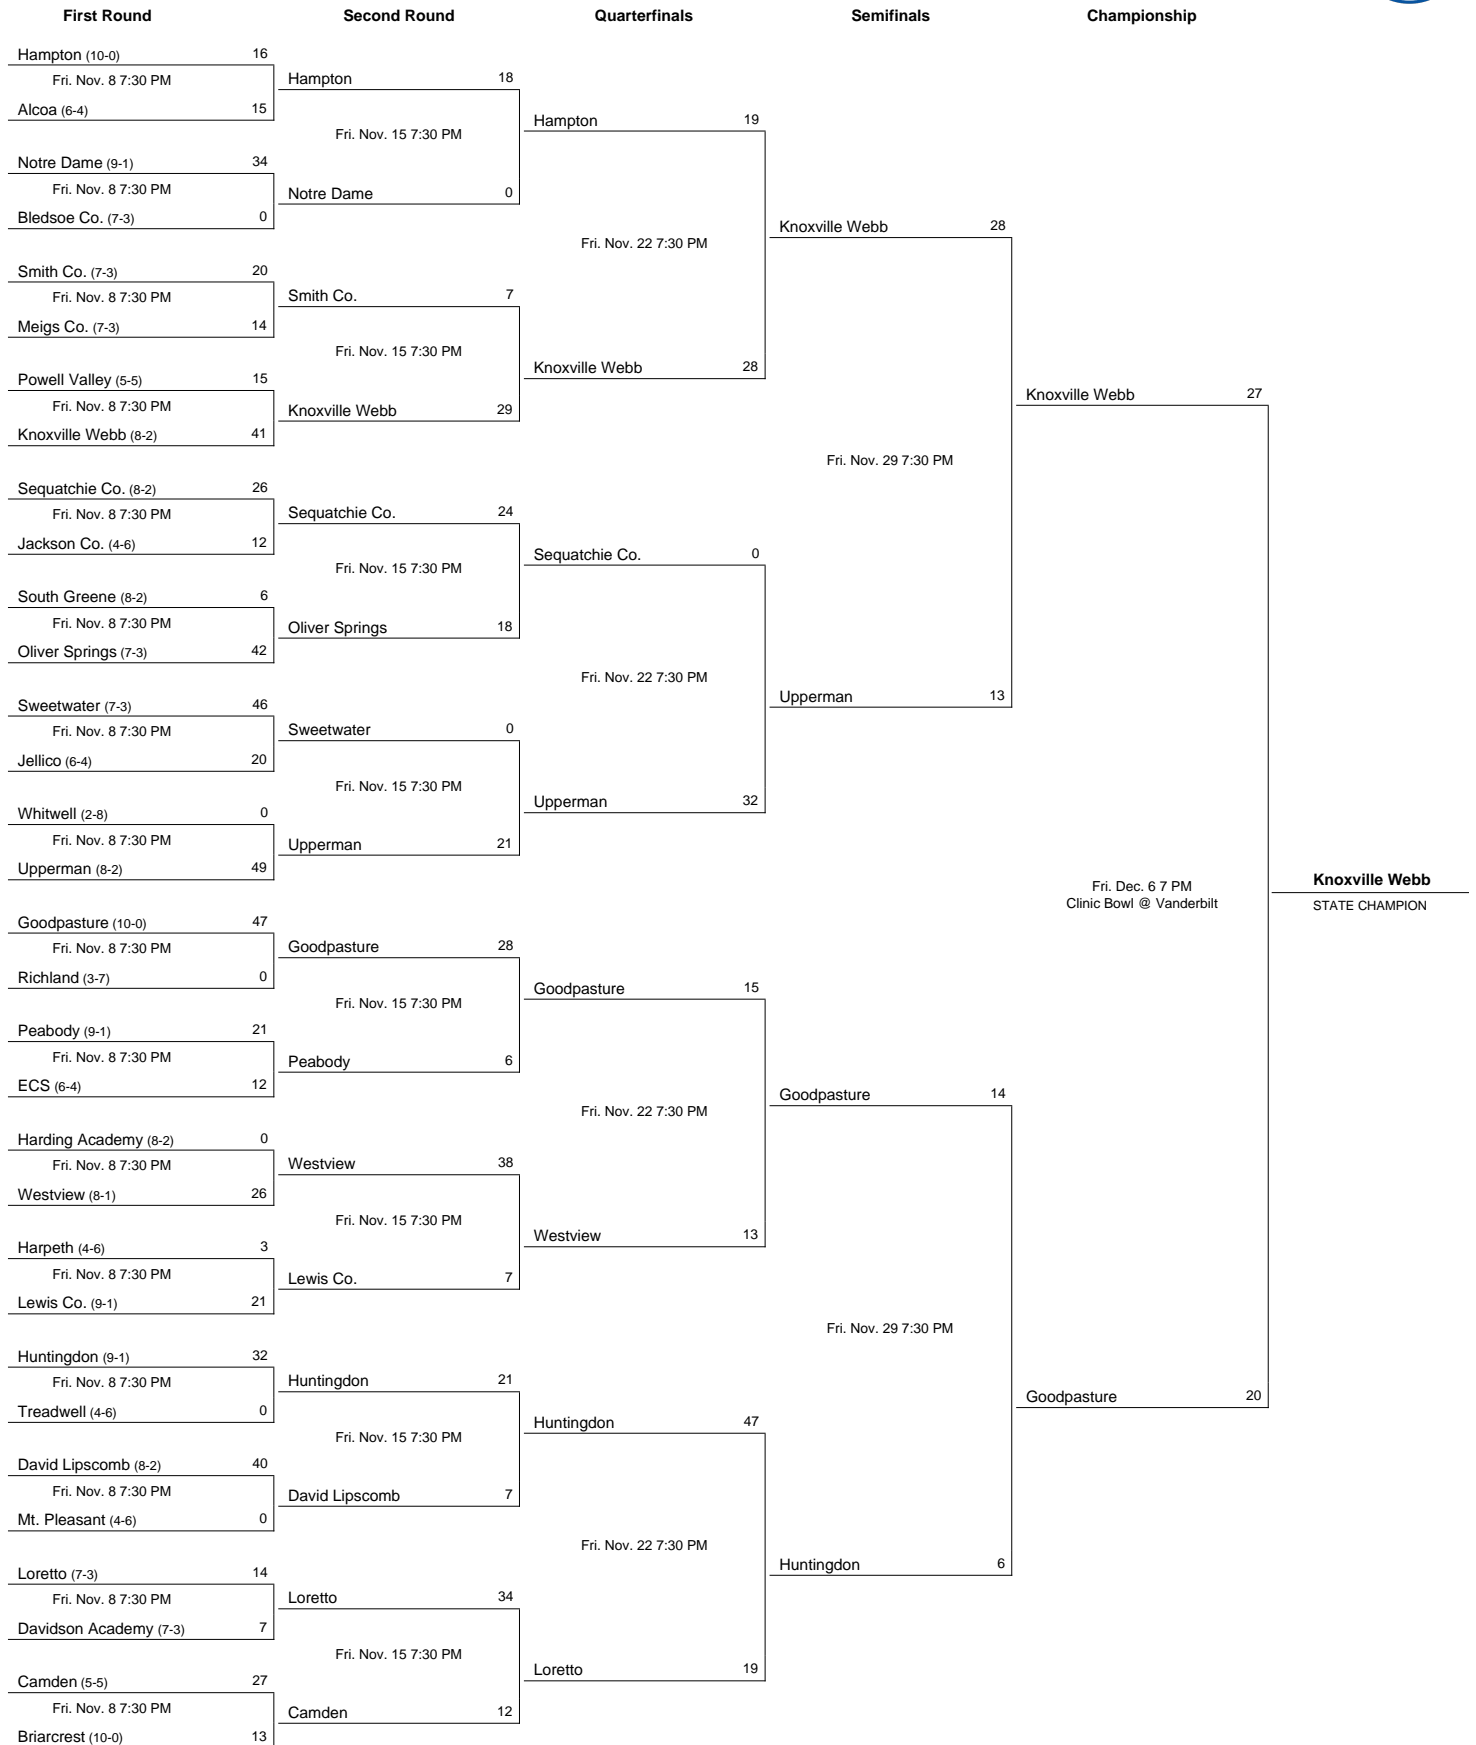 First Round
Second Round
Quarterfinals
Semifinals
Championship
Hampton (10-0) 16
Fri. Nov. 8 7:30 PM
Alcoa (6-4) 15
Notre Dame (9-1) 34
Fri. Nov. 8 7:30 PM
Bledsoe Co. (7-3) 0
Smith Co. (7-3) 20
Fri. Nov. 8 7:30 PM
Meigs Co. (7-3) 14
Powell Valley (5-5) 15
Fri. Nov. 8 7:30 PM
Knoxville Webb (8-2) 41
Sequatchie Co. (8-2) 26
Fri. Nov. 8 7:30 PM
Jackson Co. (4-6) 12
South Greene (8-2) 6
Fri. Nov. 8 7:30 PM
Oliver Springs (7-3) 42
Sweetwater (7-3) 46
Fri. Nov. 8 7:30 PM
Jellico (6-4) 20
Whitwell (2-8) 0
Fri. Nov. 8 7:30 PM
Upperman (8-2) 49
Goodpasture (10-0) 47
Fri. Nov. 8 7:30 PM
Richland (3-7) 0
Peabody (9-1) 21
Fri. Nov. 8 7:30 PM
ECS (6-4) 12
Harding Academy (8-2) 0
Fri. Nov. 8 7:30 PM
Westview (8-1) 26
Harpeth (4-6) 3
Fri. Nov. 8 7:30 PM
Lewis Co. (9-1) 21
Huntingdon (9-1) 32
Fri. Nov. 8 7:30 PM
Treadwell (4-6) 0
David Lipscomb (8-2) 40
Fri. Nov. 8 7:30 PM
Mt. Pleasant (4-6) 0
Loretto (7-3) 14
Fri. Nov. 8 7:30 PM
Davidson Academy (7-3) 7
Camden (5-5) 27
Fri. Nov. 8 7:30 PM
Briarcrest (10-0) 13
Hampton 18
Fri. Nov. 15 7:30 PM
Notre Dame 0
Smith Co. 7
Fri. Nov. 15 7:30 PM
Knoxville Webb 29
Sequatchie Co. 24
Fri. Nov. 15 7:30 PM
Oliver Springs 18
Sweetwater 0
Fri. Nov. 15 7:30 PM
Upperman 21
Goodpasture 28
Fri. Nov. 15 7:30 PM
Peabody 6
Westview 38
Fri. Nov. 15 7:30 PM
Lewis Co. 7
Huntingdon 21
Fri. Nov. 15 7:30 PM
David Lipscomb 7
Loretto 34
Fri. Nov. 15 7:30 PM
Camden 12
Hampton 19
Fri. Nov. 22 7:30 PM
Knoxville Webb 28
Sequatchie Co. 0
Fri. Nov. 22 7:30 PM
Upperman 32
Goodpasture 15
Fri. Nov. 22 7:30 PM
Westview 13
Huntingdon 47
Fri. Nov. 22 7:30 PM
Loretto 19
Knoxville Webb 28
Fri. Nov. 29 7:30 PM
Upperman 13
Goodpasture 14
Fri. Nov. 29 7:30 PM
Huntingdon 6
Knoxville Webb 27
Fri. Dec. 6 7 PM
Clinic Bowl @ Vanderbilt
Goodpasture 20
Knoxville Webb
STATE CHAMPION